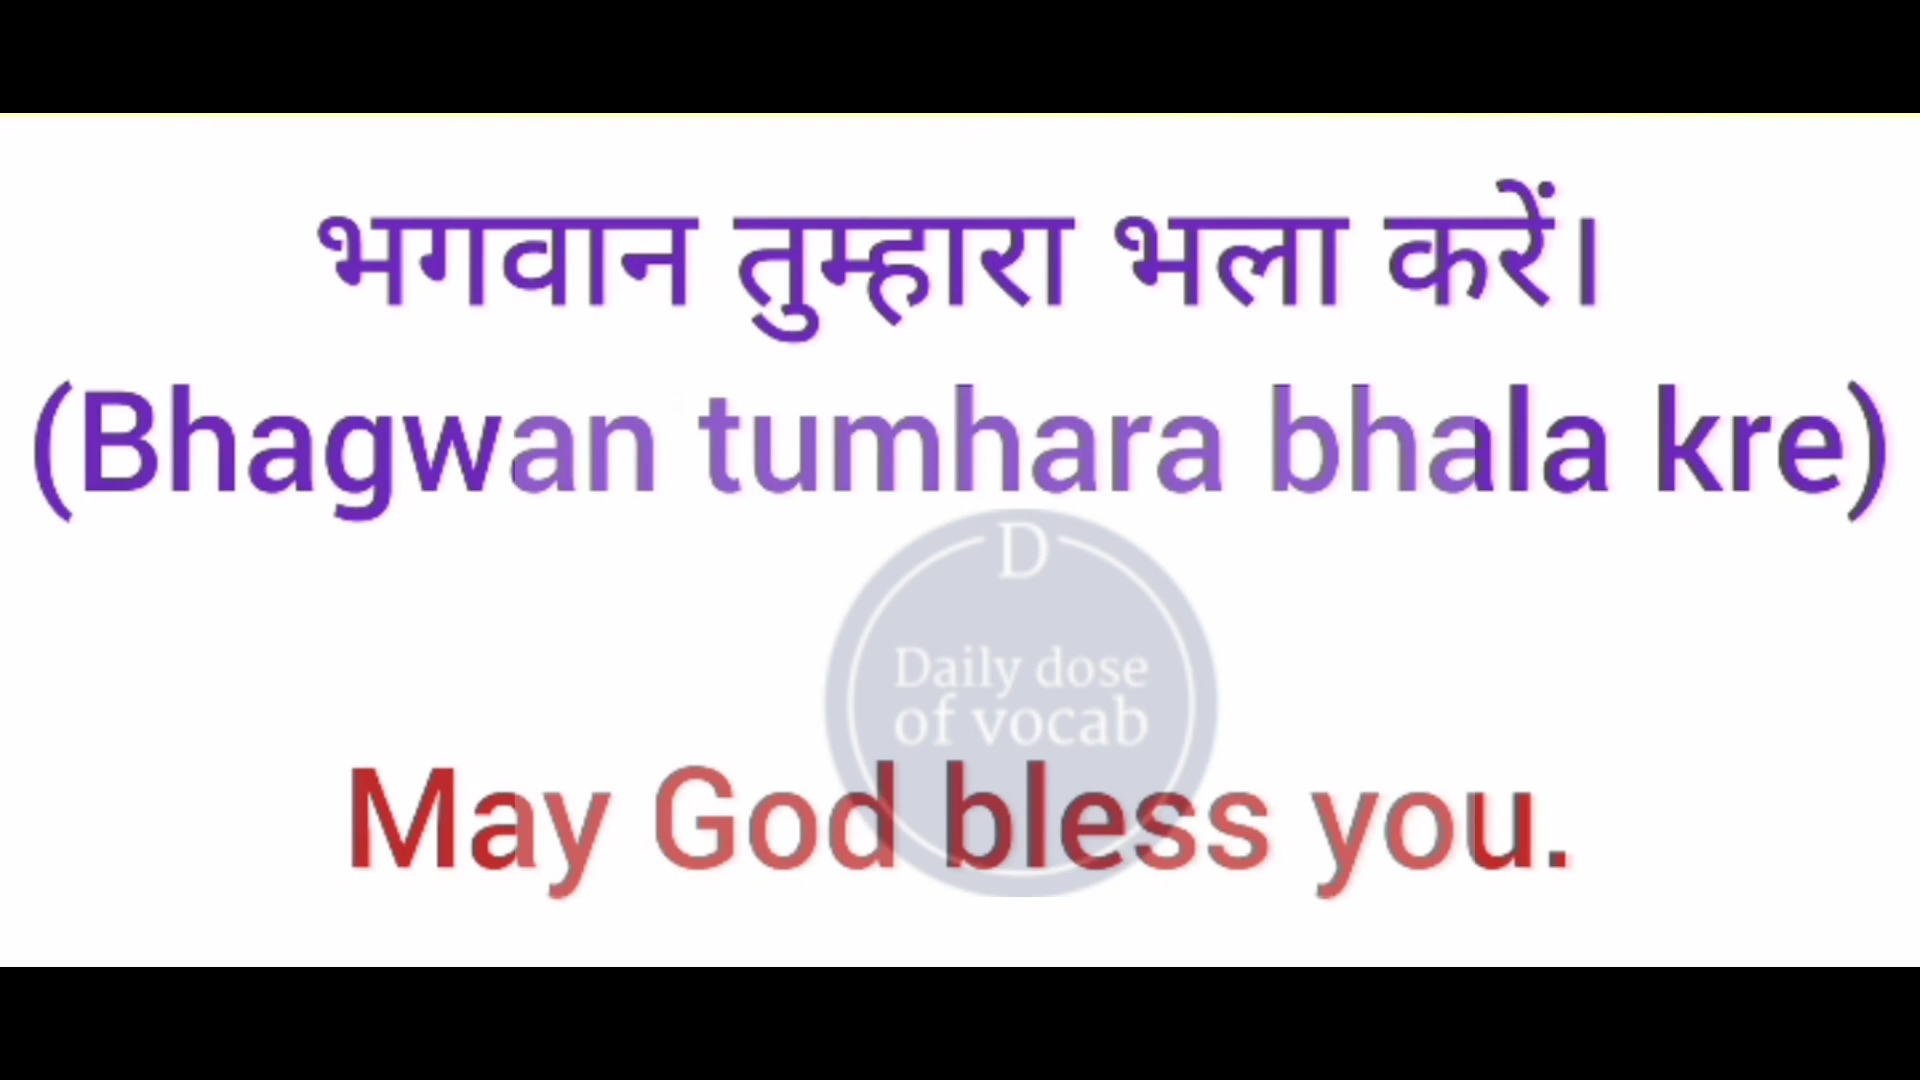 भगवान तुम्हारा भला करें।
(Bhagwan tumhara bhala kre)
D
Daily dose
of vocab
May God bless you.